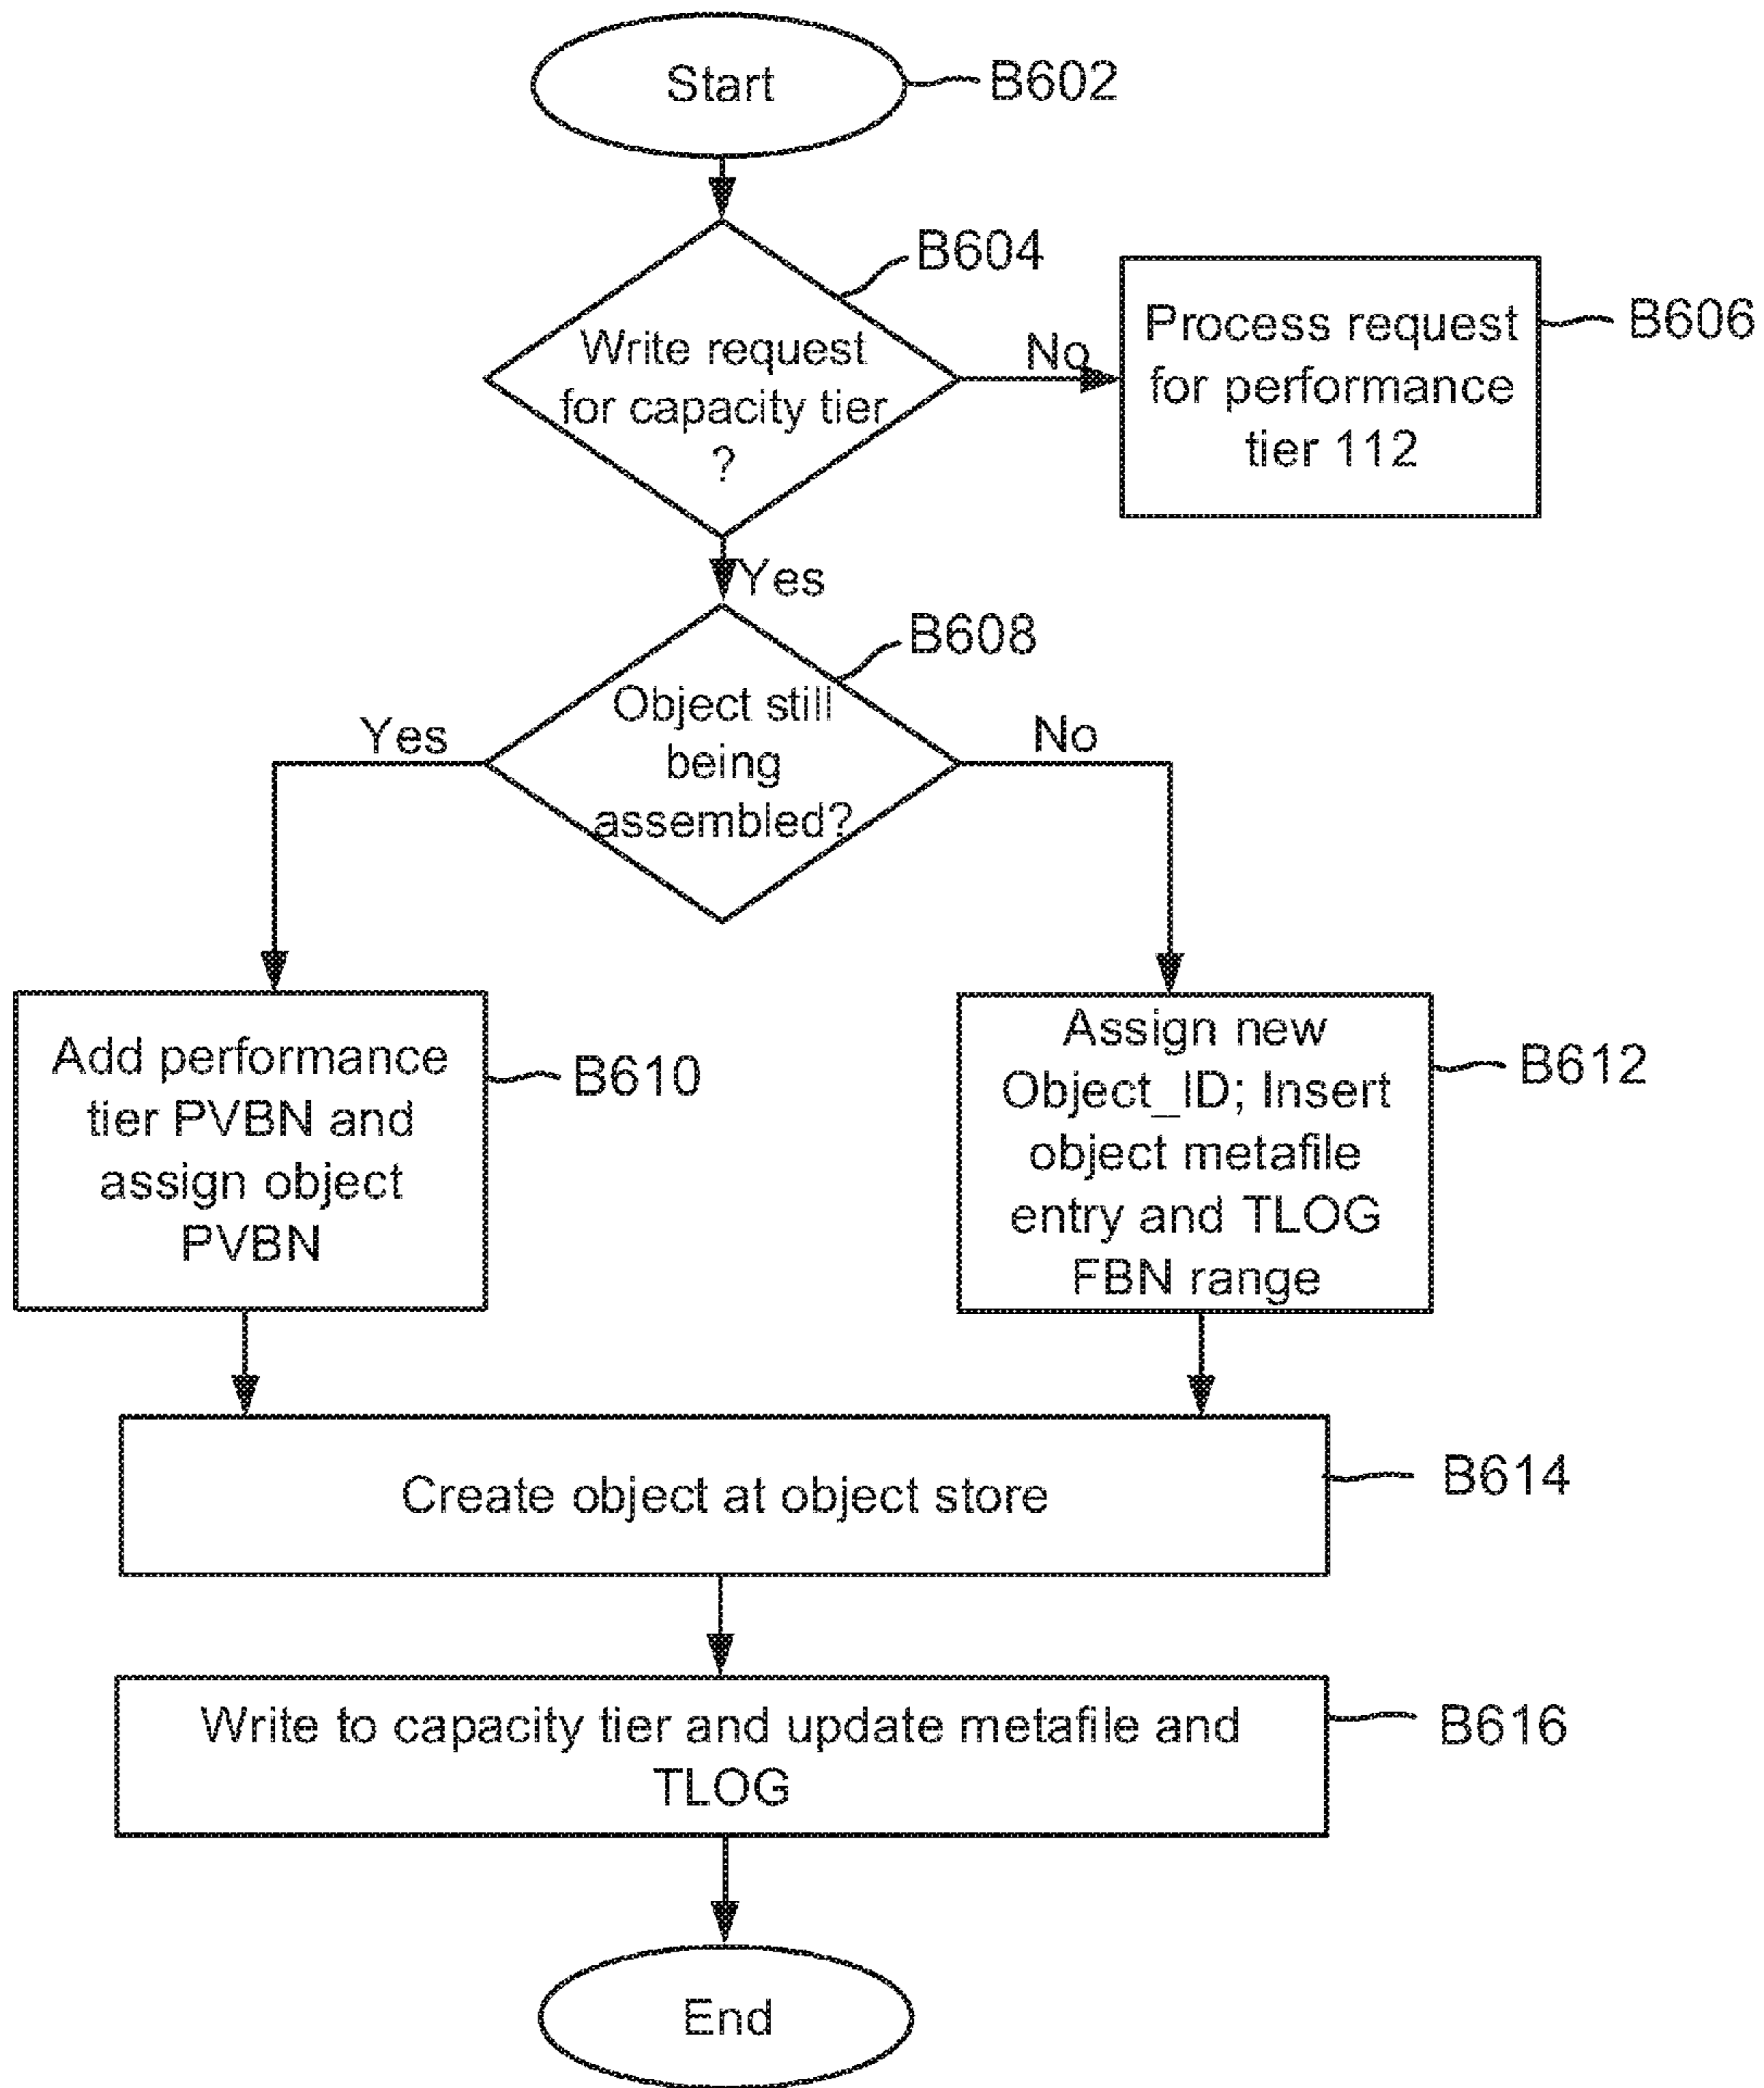 Start
B602
B604
Write request
for capacity tier
?
No
Process request
for performance
tier 112
B606
Yes
B608
Object still
being
assembled?
Yes
No
Add performance
tier PVBN and
assign object
PVBN
B610
Assign new
Object_ID; Insert
object metafile
entry and TLOG
FBN range
B612
Create object at object store
B614
Write to capacity tier and update metafile and
TLOG
B616
End